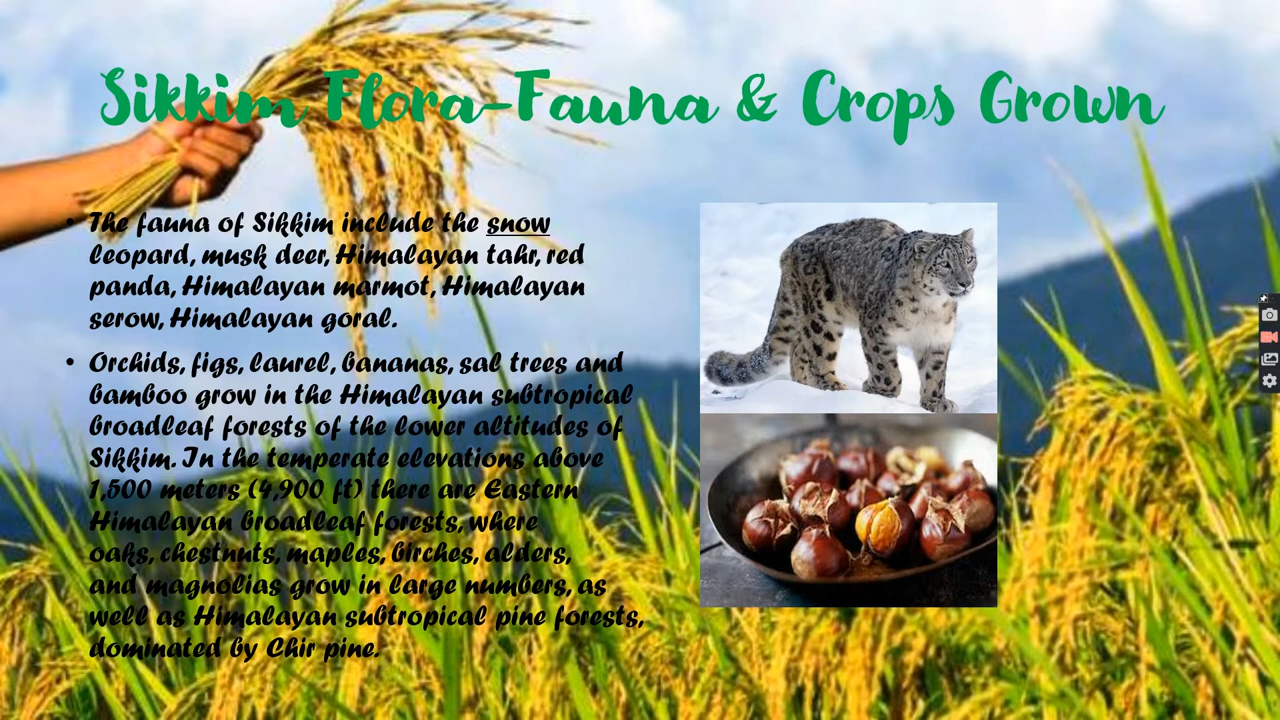 Sikkim Flora-Fauna & Crops Grown
• The fauna of Sikkim include the snow
leopard, musk deer, Himalayan tahr, red
panda, Himalayan marmot, Himalayan
serow, Himalayan goral.
• Orchids, figs, laurel, bananas, sal trees and
bamboo grow in the Himalayan subtropical
broadleaf forests of the lower altitudes of
Sikkim. In the temperate elevations above
1,500 meters (4,900 ft) there are Eastern
Himalayan broadleaf forests, where
oaks, chestnuts, maples, birches, alders,
and magnolias grow in large numbers, as
well as Himalayan subtropical pine forests,
dominated by Chir pine.